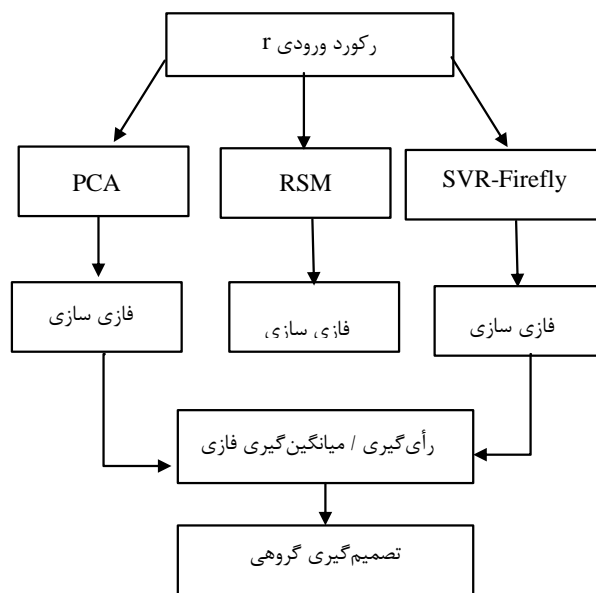 رکورد ورودی r
PCA
RSM
SVR-Firefly
فازی سازی
فازی سازی
فازی سازی
رأی‌گیری / میانگین‌گیری فازی
تصمیم‌گیری گروهی